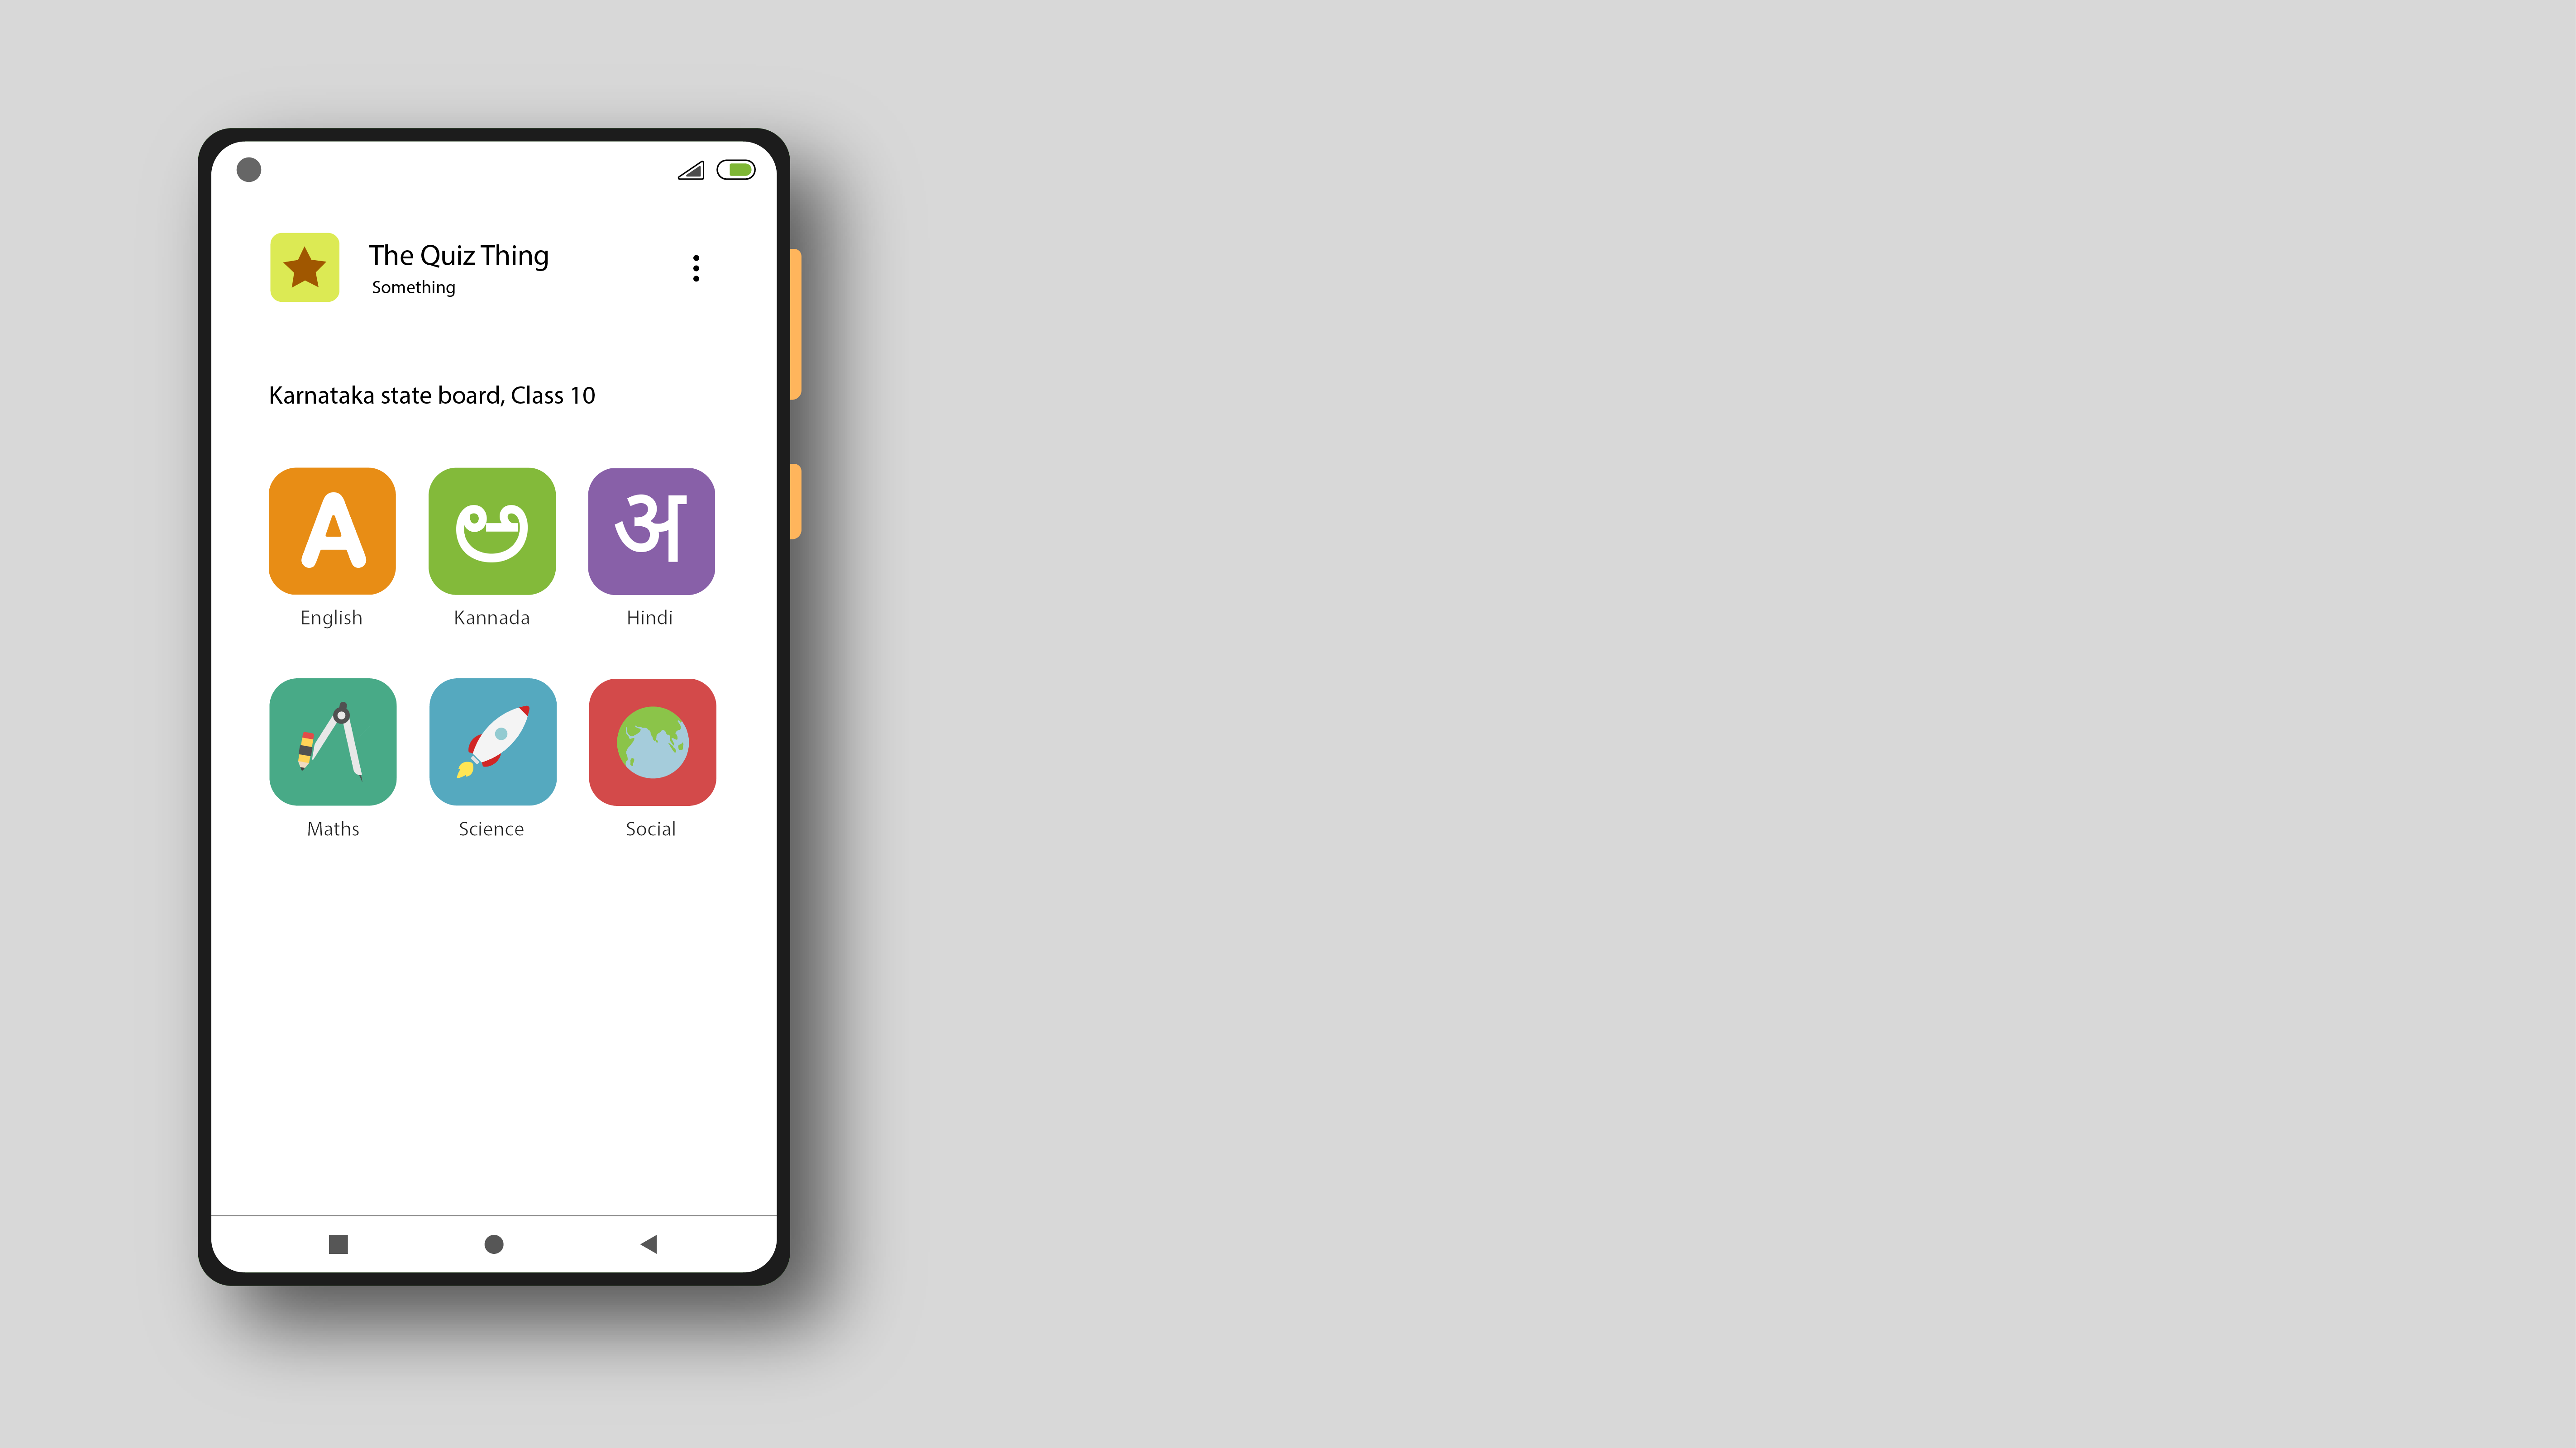 The Quiz Thing
Something
Karnataka state board, Class 10
A ಅ अ
English Kannada Hindi
Maths Science Social